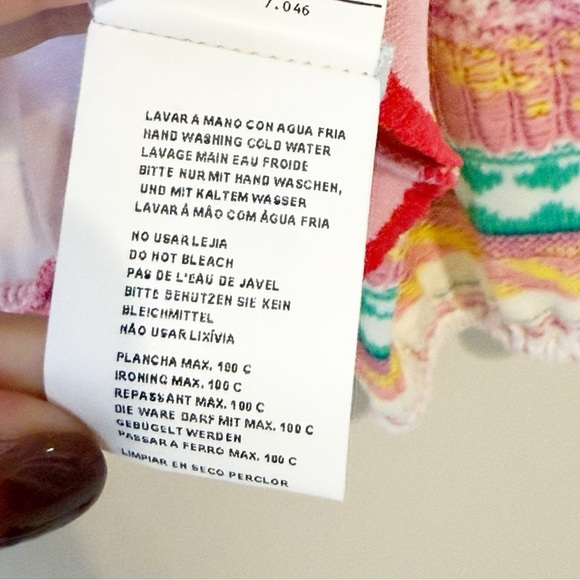 7.046
LAVAR A MANO CON AGUA FRIA
HAND WASHING COLD WATER
LAVAGE MAIN EAU FROIDE
BITTE NUR MIT HAND WASCHEN,
UND MIT KALTEM WASSER
LAVAR Á MÃO COM ÁGUA FRIA
NO USAR LEJIA
DO NOT BLEACH
PAS DE L'EAU DE JAVEL
BITTE BENUTZEN SIE KEIN
BLEICHMITTEL
NÃO USAR LIXÍVIA
PLANCHA MAX. 100 C
IRONING MAX. 100 C
REPASSANT MAX. 100 C
DIE WARE DARF MIT MAX. 100 C
GEBÜGELT WERDEN
PASSAR A FERRO MAX. 100 C
LIMPIAR EN SECO PERCLOR